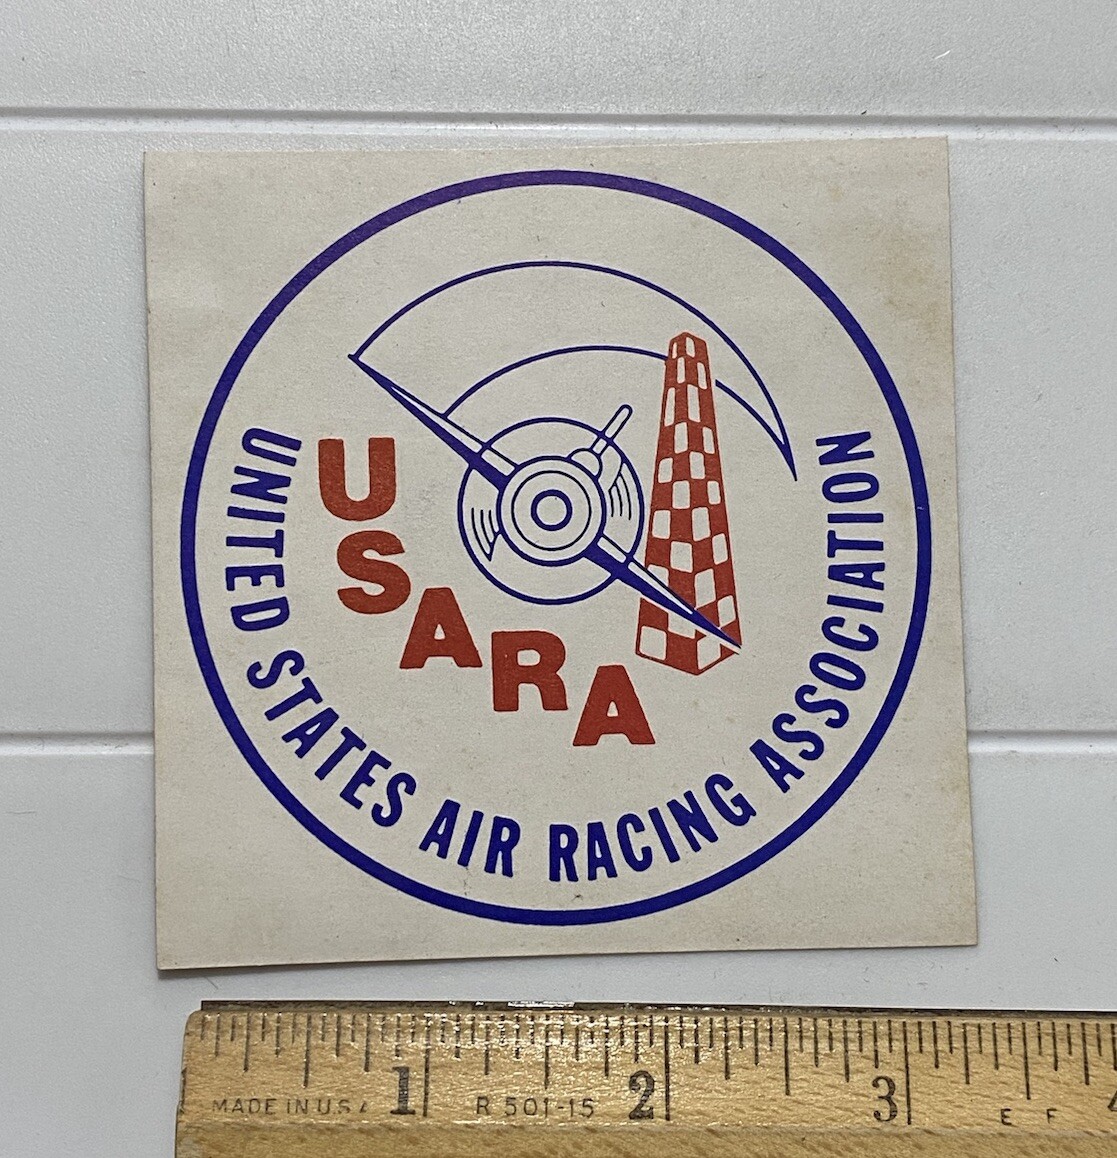 USARA
UNITED STATES AIR RACING ASSOCIATION
1 2 3
MADE IN U.S.A R 501-15 E F